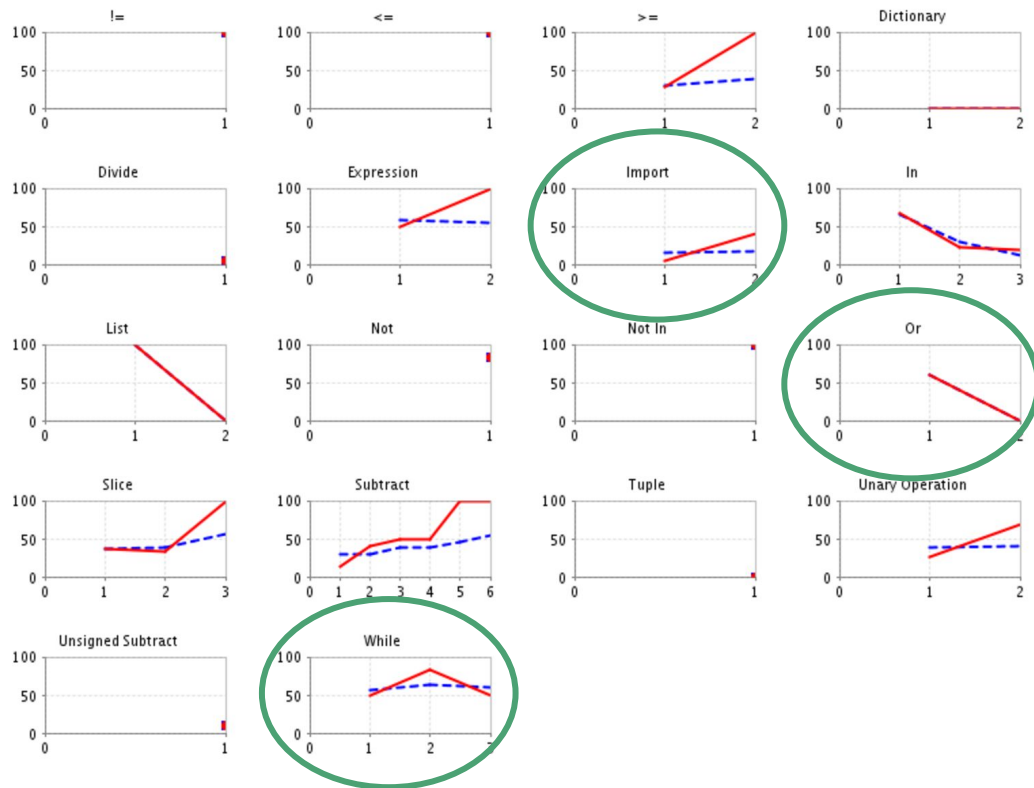 != <= >= Dictionary
100 100 100 100
50 50 50 50
0 0 0 0
0 1 0 1 0 1 2 0 1 2
Divide Expression Import In
100 100 100 100
50 50 50 50
0 0 0 0
0 1 0 1 2 0 1 2 0 1 2 3
List Not Not In Or
100 100 100 100
50 50 50 50
0 0 0 0
0 1 2 0 1 0 1 0 1 2
Slice Subtract Tuple Unary Operation
100 100 100 100
50 50 50 50
0 0 0 0
0 1 2 3 0 1 2 3 4 5 6 0 1 0 1 2
Unsigned Subtract While
100 100
50 50
0 0
0 1 0 1 2 3